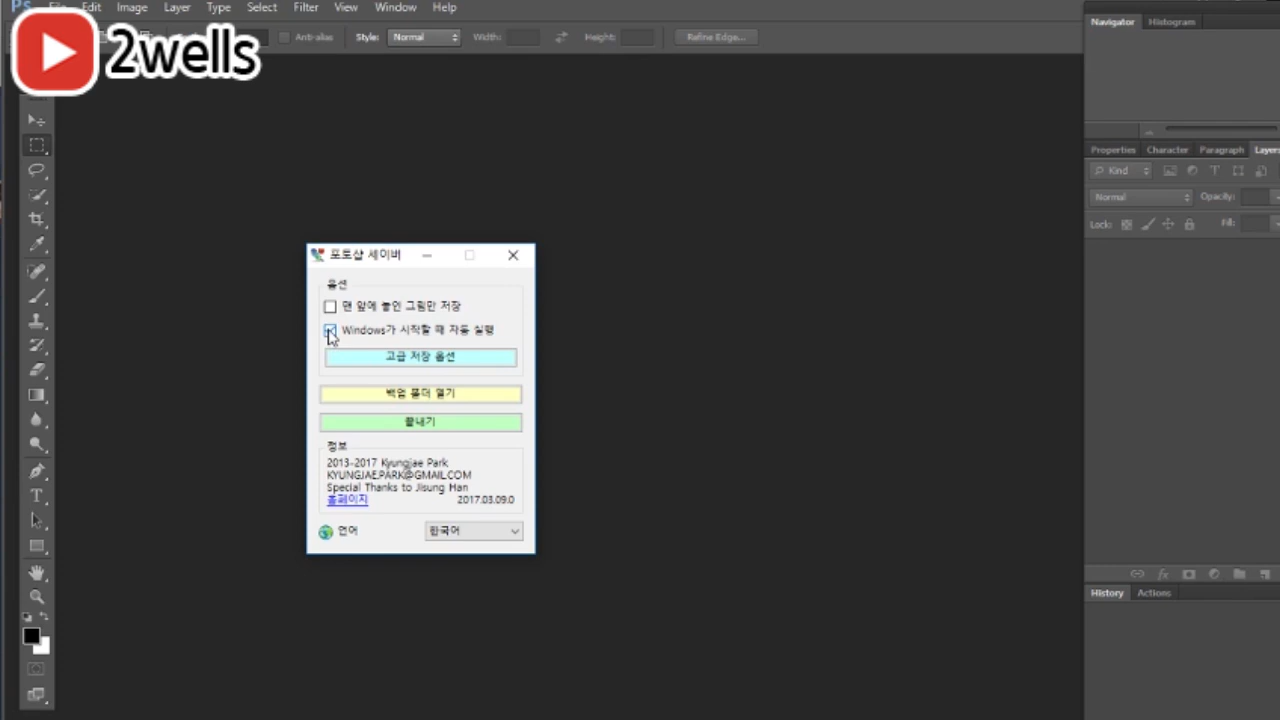 Ps File Edit Image Layer Type Select Filter View Window Help
2wells
Anti-alias Style: Normal Width: Height: Refine Edge...
Navigator Histogram
Properties Character Paragraph Layers
Kind
Normal Opacity:
Lock: Fill:
포토샵 세이버
옵션
맨 앞에 놓인 그림만 저장
Windows가 시작할 때 자동 실행
고급 저장 옵션
백업 폴더 열기
끝내기
정보
2013-2017 Kyungjae Park
KYUNGJAE.PARK@GMAIL.COM
Special Thanks to Jisung Han
홈페이지 2017.03.09.0
언어 한국어
fx
History Actions